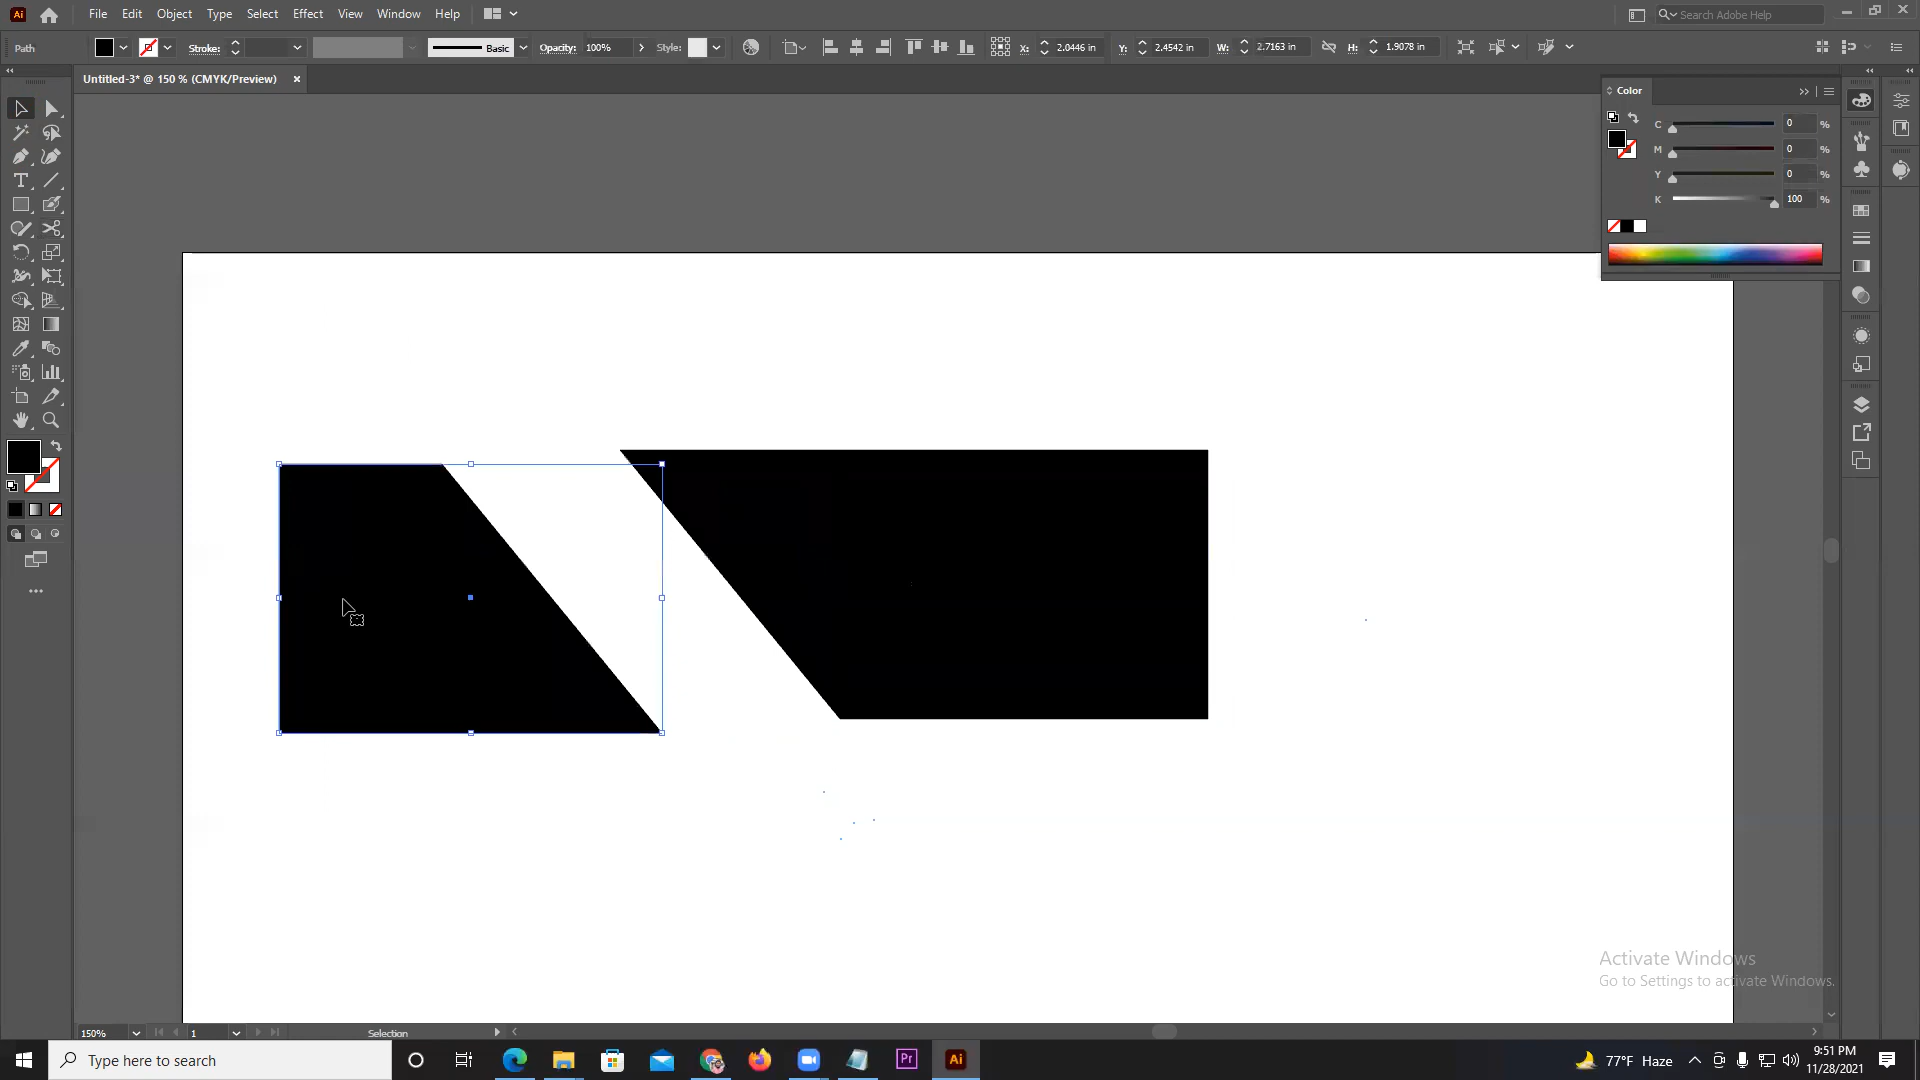 Ai File Edit Object Type Select Effect View Window Help Search Adobe Help
Path Stroke: Basic Opacity: 100% Style: X: 2.0446 in Y: 2.4542 in W: 2.7163 in H: 1.9078 in
Untitled-3* @ 150 % (CMYK/Preview) ×
Color
C 0 %
M 0 %
Y 0 %
K 100 %
Activate Windows
Go to Settings to activate Windows.
150% 1 Selection
Type here to search Pr Ai 77°F Haze 9:51 PM
11/28/2021